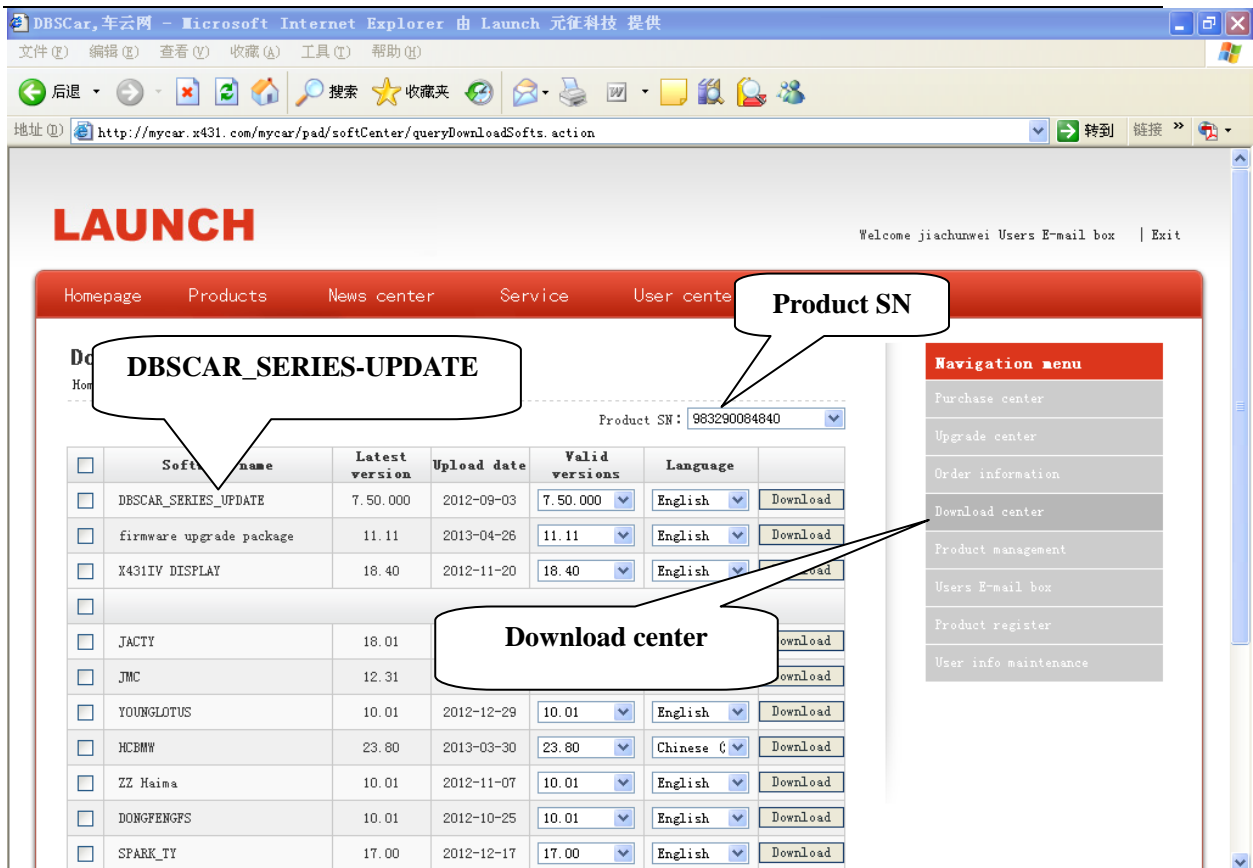 DBSCar,车云网 - Microsoft Internet Explorer 由 Launch 元征科技 提供
文件(F) 编辑(E) 查看(V) 收藏(A) 工具(T) 帮助(H)
后退 搜索 收藏夹
地址(D) http://mycar.x431.com/mycar/pad/softCenter/queryDownloadSofts.action 转到 链接 »
LAUNCH
Welcome jiachunwei Users E-mail box | Exit
Homepage Products News center Service User cente
Product SN
DBSCAR_SERIES-UPDATE
Product SN: 983290084840
Latest Valid
name version Upload date versions Language
DBSCAR_SERIES_UPDATE 7.50.000 2012-09-03 7.50.000 English Download
firmware upgrade package 11.11 2013-04-26 11.11 English Download
X431IV DISPLAY 18.40 2012-11-20 18.40 English
Download center
JACTY 18.01 ownload
JMC 12.31 ownload
YOUNGLOTUS 10.01 2012-12-29 10.01 English Download
HCBMW 23.80 2013-03-30 23.80 Chinese (C Download
ZZ Haima 10.01 2012-11-07 10.01 English Download
DONGFENGFS 10.01 2012-10-25 10.01 English Download
SPARK_TY 17.00 2012-12-17 17.00 English Download
Navigation menu
Purchase center
Upgrade center
Order information
Download center
Product management
Users E-mail box
Product register
User info maintenance